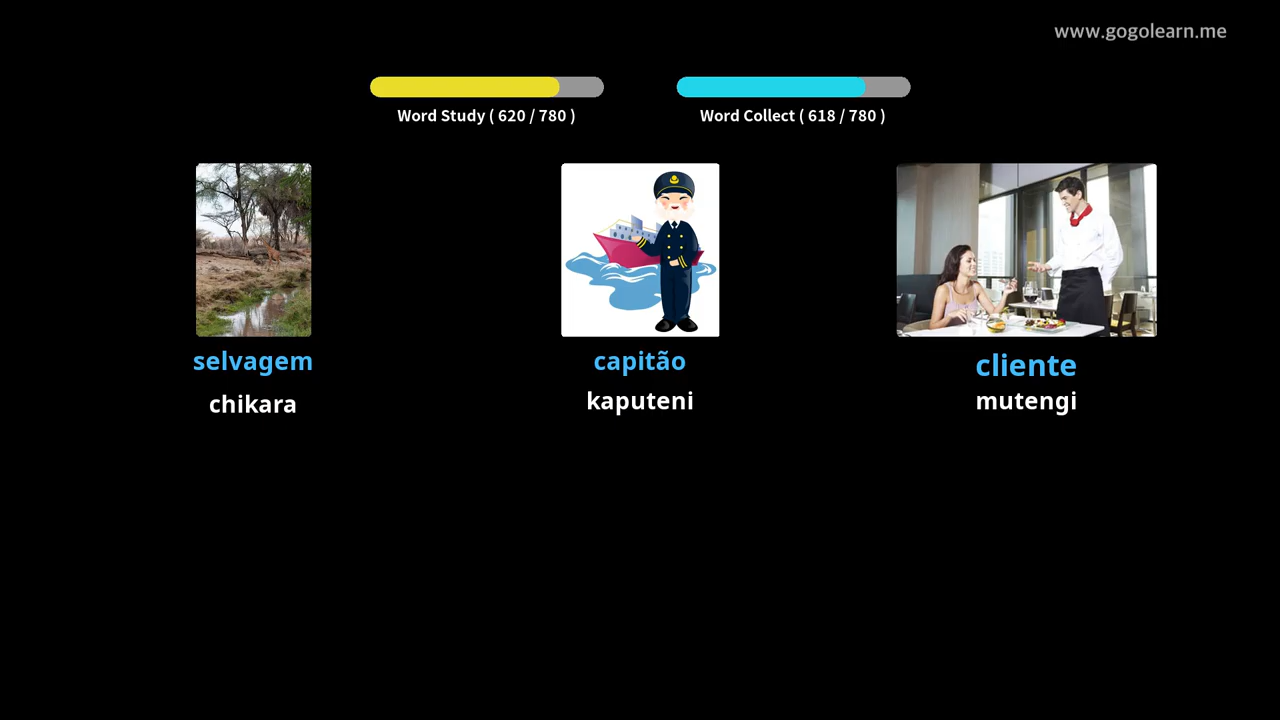 www.gogolearn.me
Word Study ( 620 / 780 )
Word Collect ( 618 / 780 )
selvagem
chikara
capitão
kaputeni
cliente
mutengi